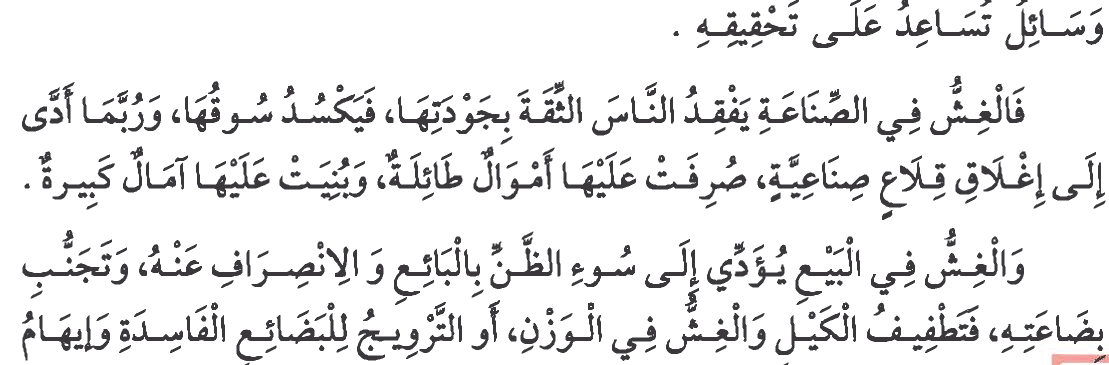 وَسَائِلُ تُسَاعِدُ عَلَى تَحْقِيقِهِ .
فَالْغِشُّ فِي الصِّنَاعَةِ يَفْقِدُ النَّاسَ الثِّقَةَ بِجَوْدَتِهَا، فَيَكْسُدُ سُوقُهَا، وَرُبَّمَا أَدَّى
إِلَى إِغْلَاقِ قِلَاعٍ صِنَاعِيَّةٍ، صُرِفَتْ عَلَيْهَا أَمْوَالٌ طَائِلَةٌ، وَبُنِيَتْ عَلَيْهَا آمَالٌ كَبِيرةٌ .
وَالْغِشُّ فِي الْبَيْعِ يُؤَدِّي إِلَى سُوءِ الظَّنِّ بِالْبَائِعِ وَ الِانْصِرَافِ عَنْهُ، وَتَجَنُّبِ
بِضَاعَتِهِ، فَتَطْفِيفُ الْكَيْلِ وَالْغِشُّ فِي الْوَزْنِ، أَو التَّرْوِيجُ لِلْبَضَائِعِ الْفَاسِدَةِ وَإِيهَامُ